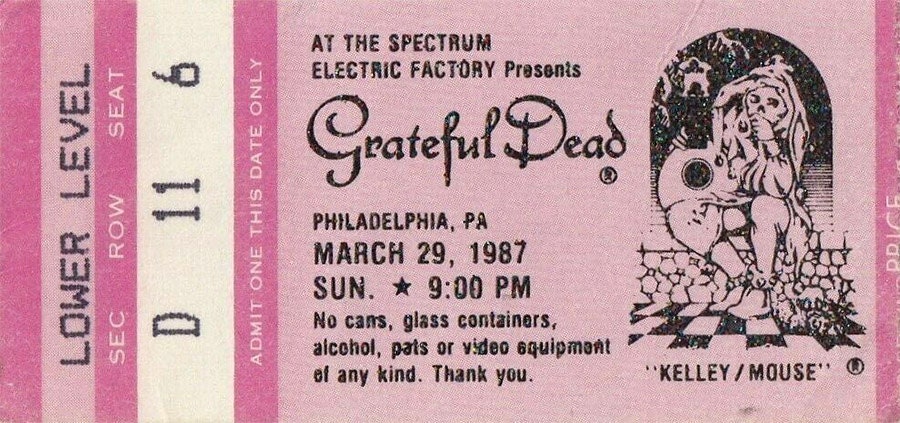 LOWER LEVEL
SEC ROW SEAT
D 11 6
ADMIT ONE THIS DATE ONLY
AT THE SPECTRUM
ELECTRIC FACTORY Presents
Grateful Dead ®
PHILADELPHIA, PA
MARCH 29, 1987
SUN. ★ 9:00 PM
No cans, glass containers,
alcohol, pets or video equipment
of any kind. Thank you.
"KELLEY/MOUSE" ®
PRICE